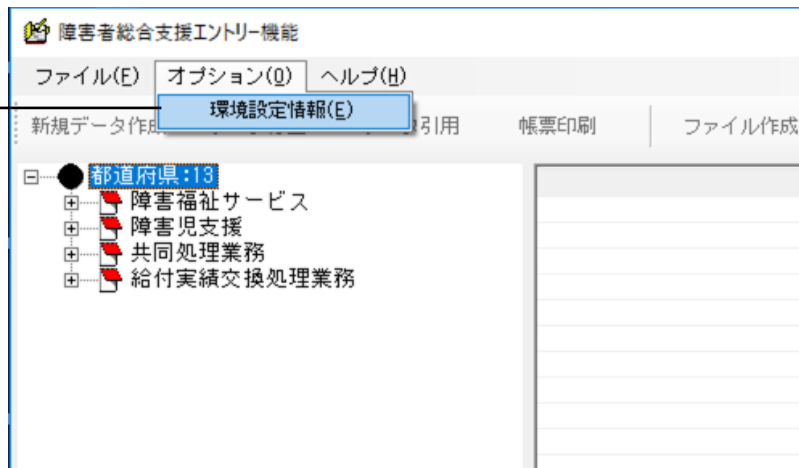 障害者総合支援エントリー機能
ファイル(F) オプション(O) ヘルプ(H)
環境設定情報(E)
新規データ作成 引用 帳票印刷 ファイル作成
都道府県:13
障害福祉サービス
障害児支援
共同処理業務
給付実績交換処理業務